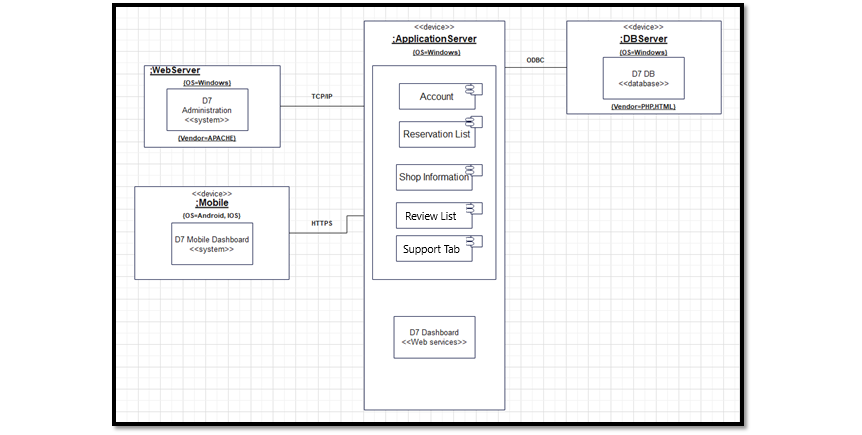 ;WebServer
{OS=Windows}
D7
Administration
<<system>>
{Vendor=APACHE}
TCP/IP
<<device>>
;Mobile
{OS=Android, IOS}
D7 Mobile Dashboard
<<system>>
HTTPS
<<device>>
;ApplicationServer
{OS=Windows}
Account
Reservation List
Shop Information
Review List
Support Tab
D7 Dashboard
<<Web services>>
ODBC
<<device>>
;DBServer
{OS=Windows}
D7 DB
<<database>>
{Vendor=PHP,HTML}